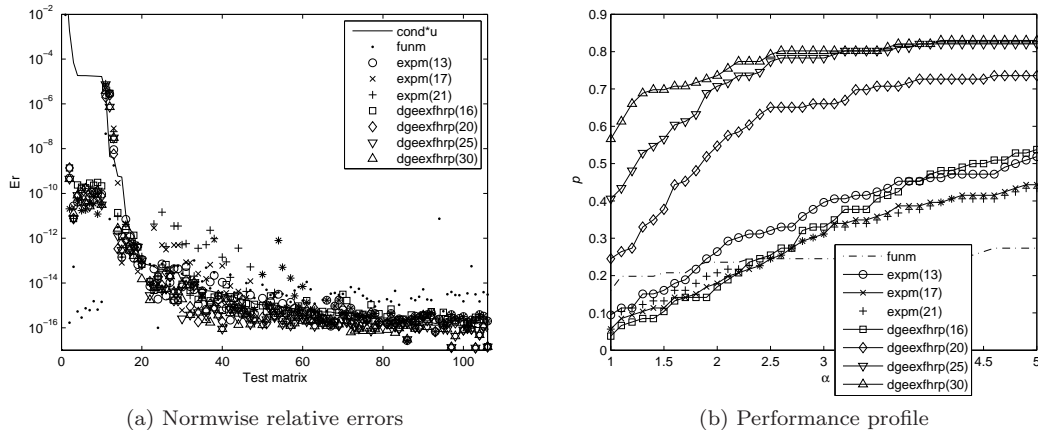 (a)
10^-2
10^-4
10^-6
10^-8
10^-10
10^-12
10^-14
10^-16
Er
0 20 40 60 80 100
Test matrix
cond*u
funm
expm(13)
expm(17)
expm(21)
dgeexfhrp(16)
dgeexfhrp(20)
dgeexfhrp(25)
dgeexfhrp(30)
(a) Normwise relative errors
(b)
0.9
0.8
0.7
0.6
0.5
0.4
0.3
0.2
0.1
0
p
1 1.5 2 2.5 3 4.5 5
α
funm
expm(13)
expm(17)
expm(21)
dgeexfhrp(16)
dgeexfhrp(20)
dgeexfhrp(25)
dgeexfhrp(30)
(b) Performance profile